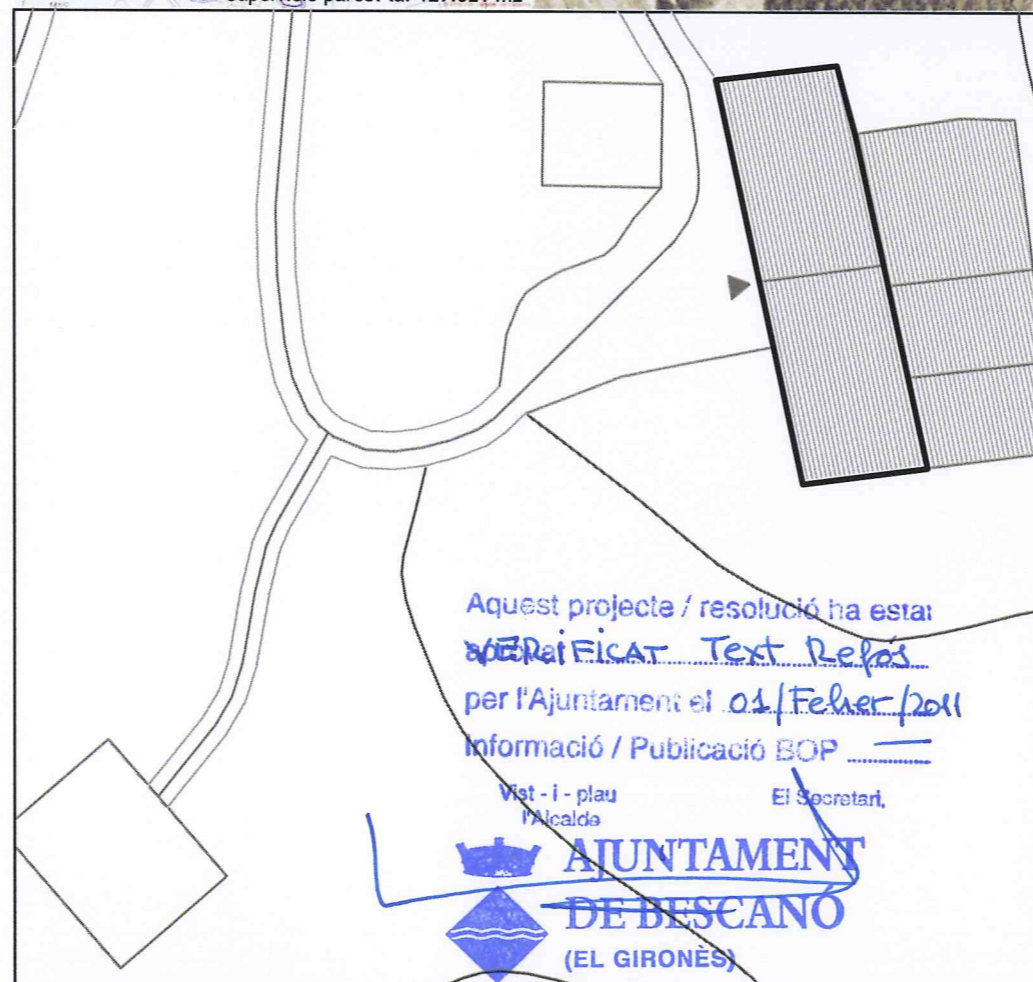 Aquest projecte / resolució ha estat
VERIFICAT Text Refós
per l'Ajuntament el 01/Febrer/2011
Informació / Publicació BOP
Vist - i - plau
l'Alcalde
El Secretari,
AJUNTAMENT
DE BESCANÓ
(EL GIRONÈS)